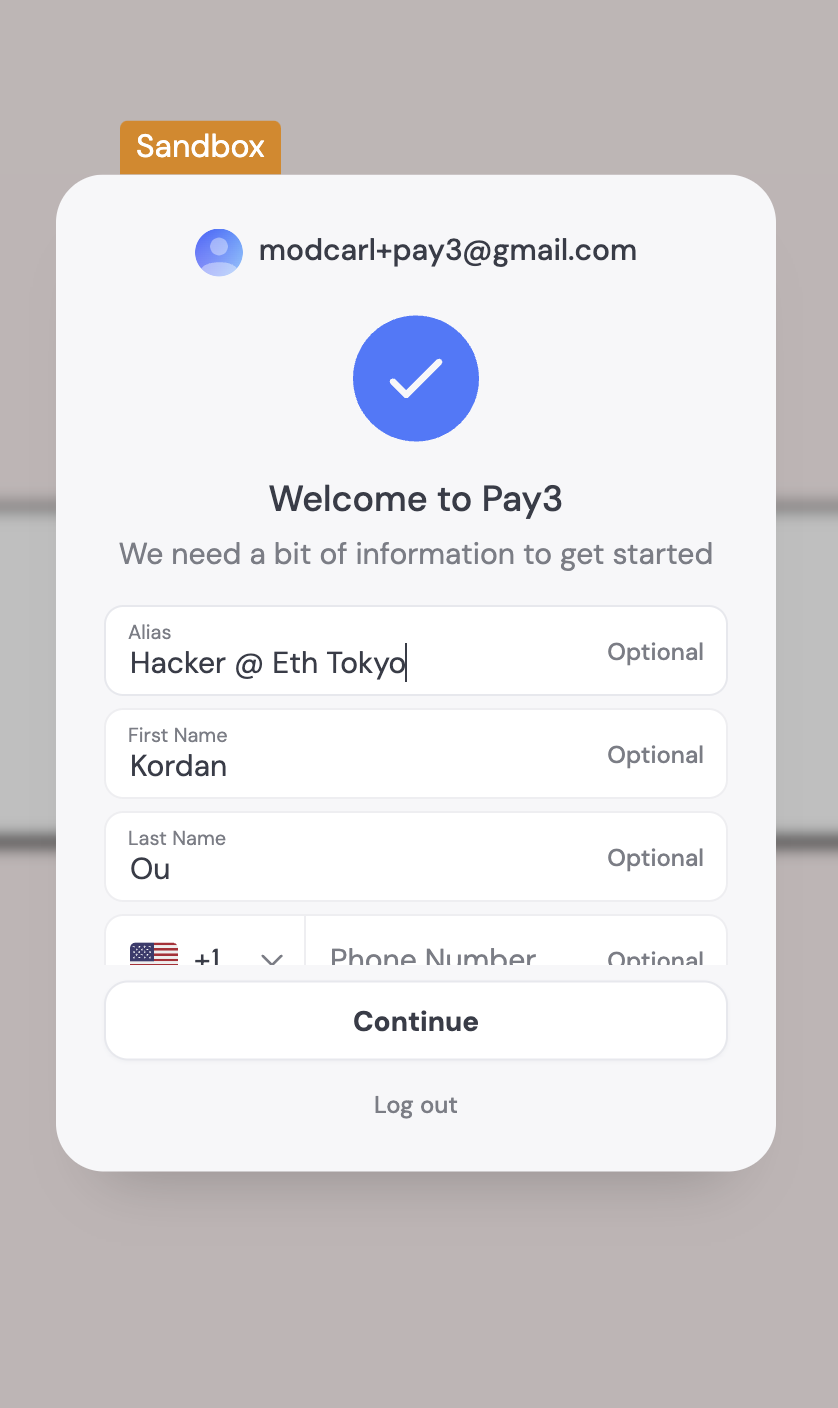 Sandbox
modcarl+pay3@gmail.com
Welcome to Pay3
We need a bit of information to get started
Alias
Hacker @ Eth Tokyo
Optional
First Name
Kordan
Optional
Last Name
Ou
Optional
+1
Phone Number
Optional
Continue
Log out